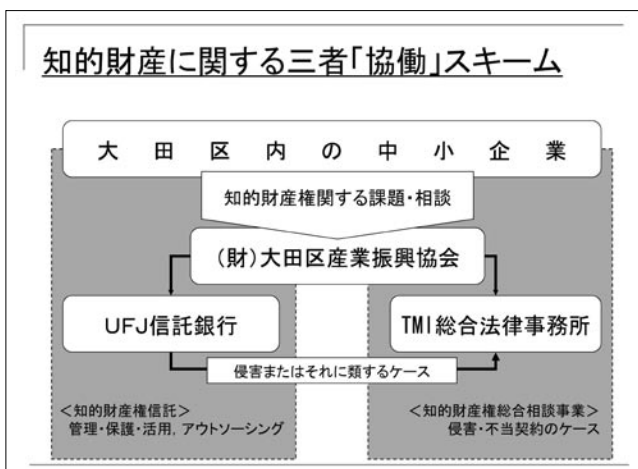 知的財産に関する三者「協働」スキーム
大田区内の中小企業
知的財産権関する課題・相談
(財)大田区産業振興協会
UFJ信託銀行
TMI総合法律事務所
侵害またはそれに類するケース
＜知的財産権信託＞
管理・保護・活用，アウトソーシング
＜知的財産権総合相談事業＞
侵害・不当契約のケース